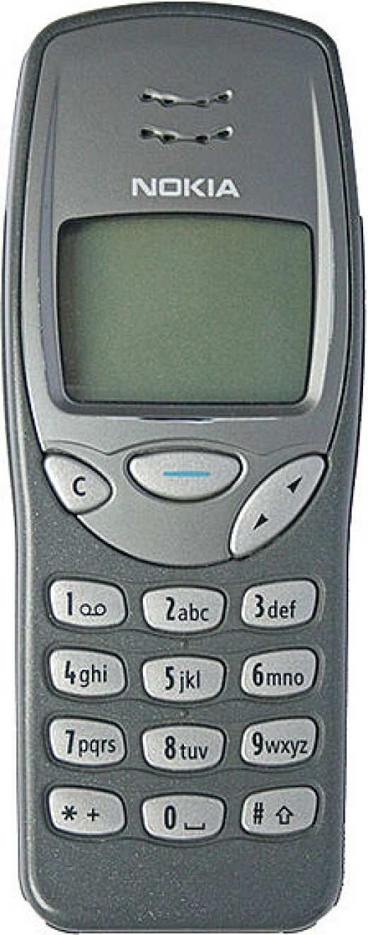 NOKIA
C
1
2abc
3def
4ghi
5jkl
6mno
7pqrs
8tuv
9wxyz
* +
0
#